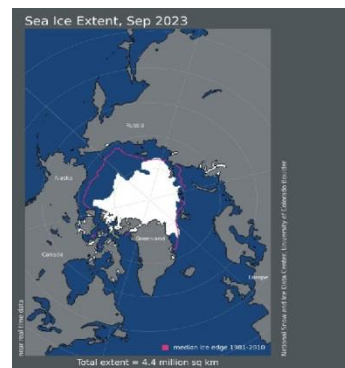 Sea Ice Extent, Sep 2023
Russia
Alaska
Greenland
Canada
Europe
near real-time data
National Snow and Ice Data Center, University of Colorado Boulder
median ice edge 1981-2010
Total extent = 4.4 million sq km